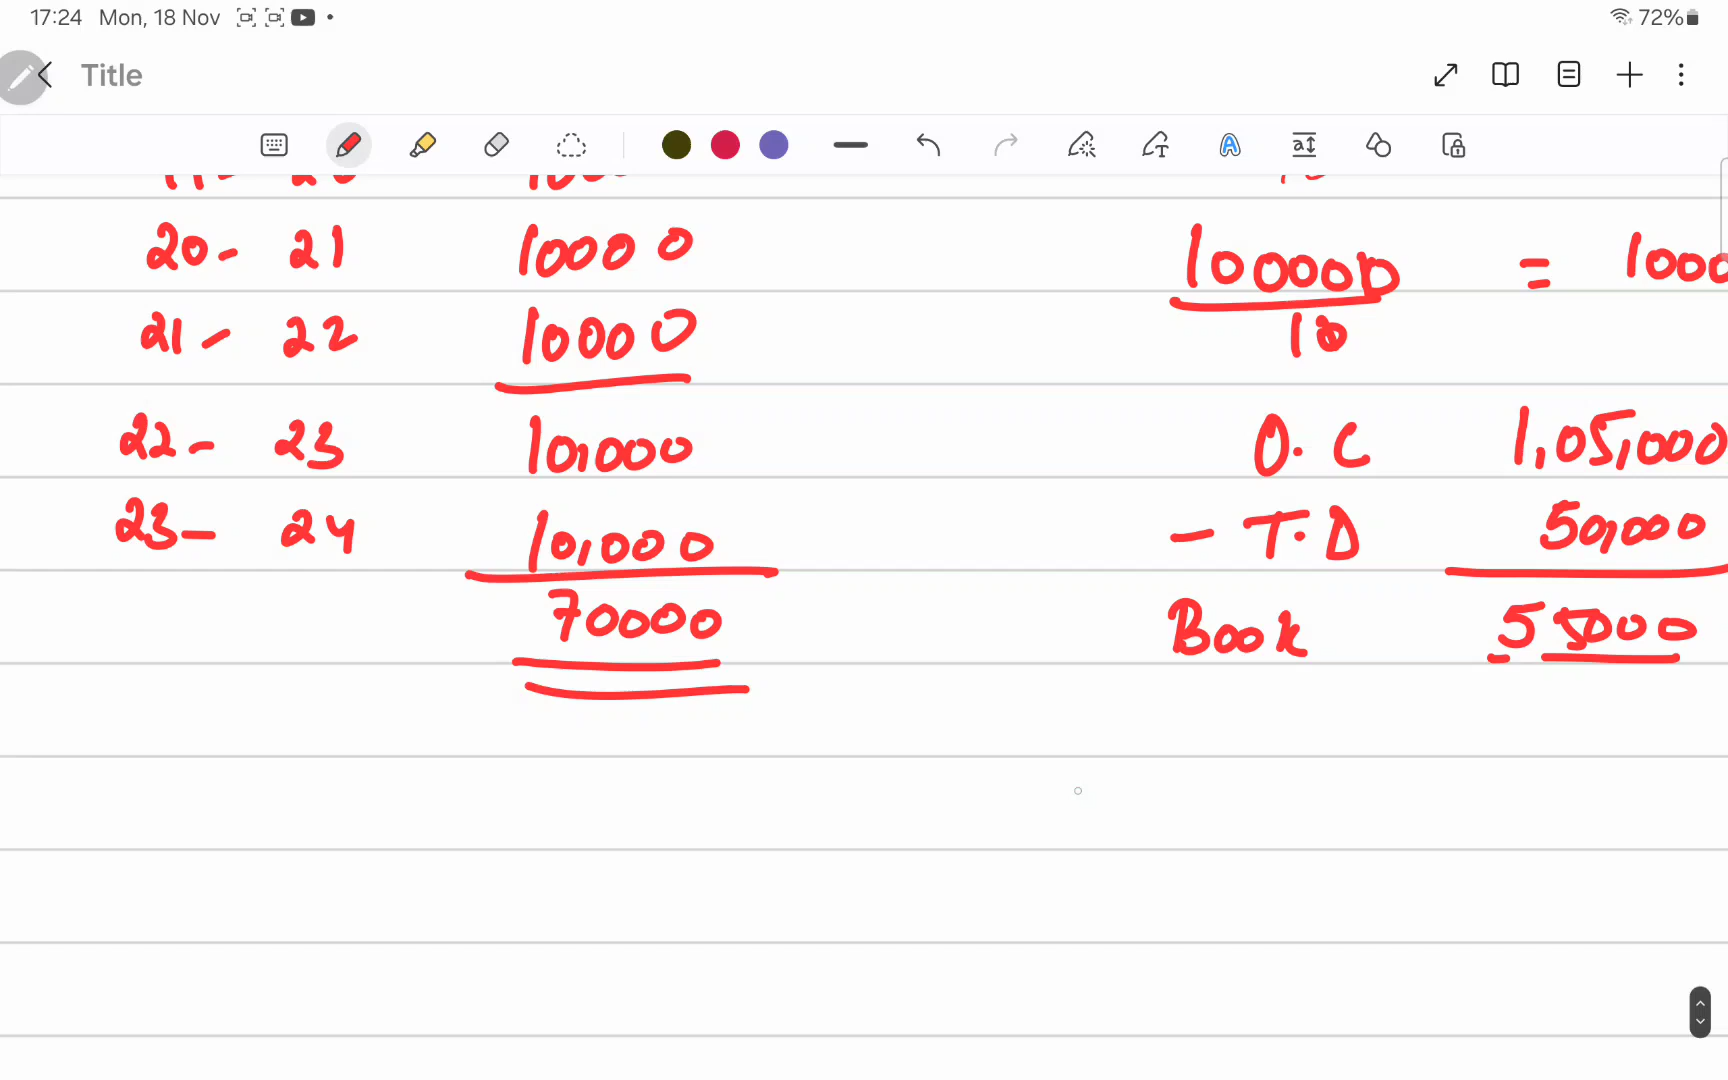 17:24 Mon, 18 Nov 72%
Title
20 - 21 10000
100000 = 1000
10
21 - 22 10000
22 - 23 10,000
O.C 1,05,000
23 - 24 10,000
- T.D 50,000
70000
Book 55000